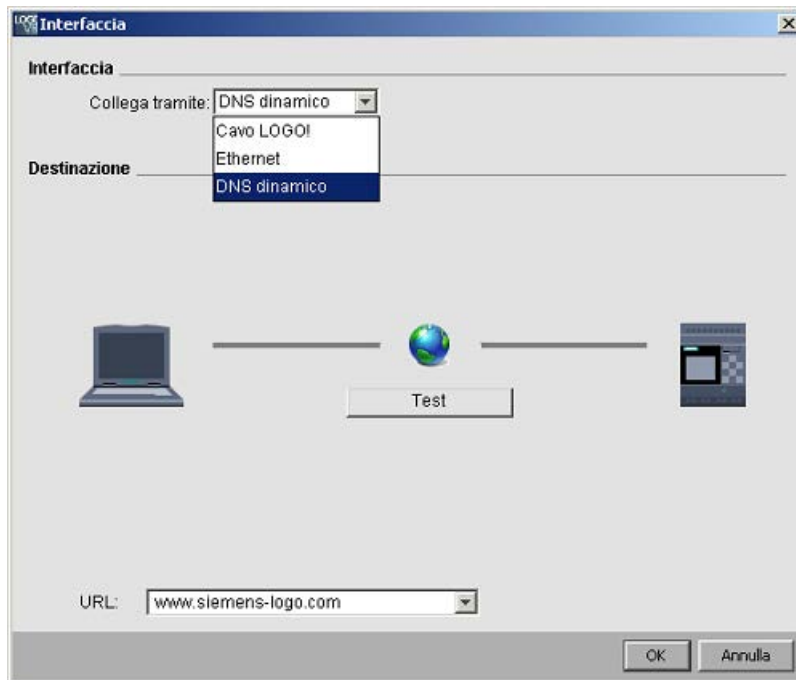 Interfaccia
Interfaccia
Collega tramite: DNS dinamico
Cavo LOGO!
Ethernet
DNS dinamico
Destinazione
Test
URL: www.siemens-logo.com
OK Annulla